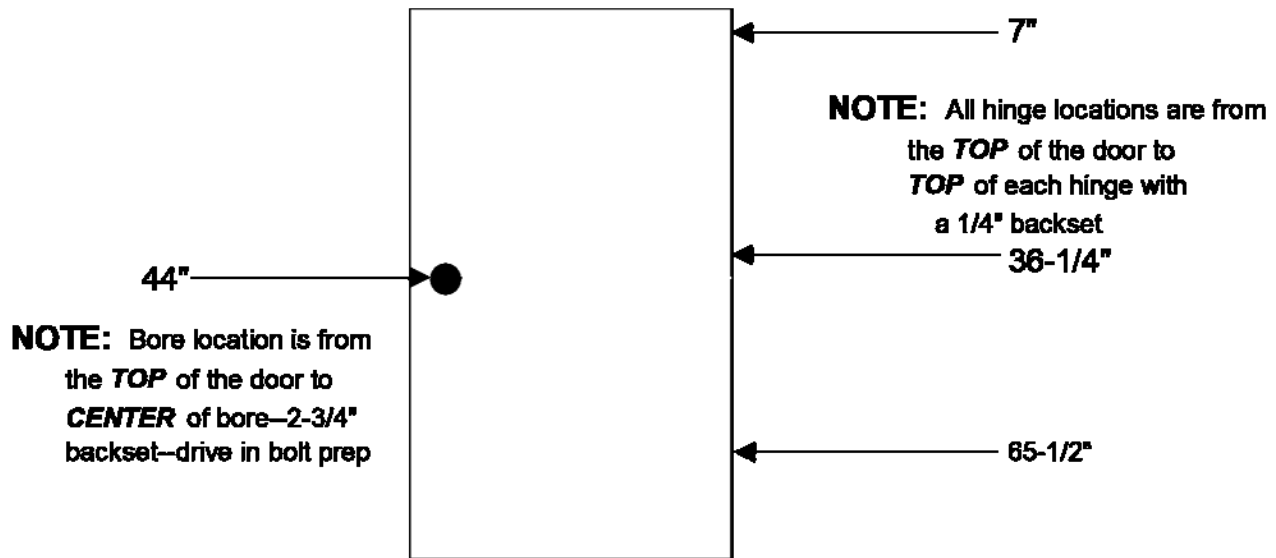 7"
NOTE: All hinge locations are from
the TOP of the door to
TOP of each hinge with
a 1/4" backset
36-1/4"
44"
NOTE: Bore location is from
the TOP of the door to
CENTER of bore--2-3/4"
backset--drive in bolt prep
65-1/2"